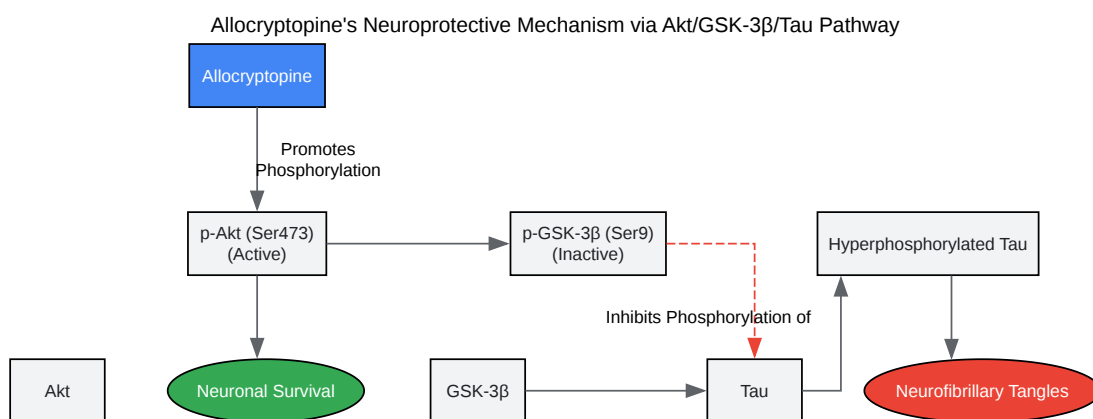 Allocryptopine's Neuroprotective Mechanism via Akt/GSK-3β/Tau Pathway
Allocryptopine
Promotes
Phosphorylation
p-Akt (Ser473)
(Active)
p-GSK-3β (Ser9)
(Inactive)
Hyperphosphorylated Tau
Inhibits Phosphorylation of
Akt
Neuronal Survival
GSK-3β
Tau
Neurofibrillary Tangles